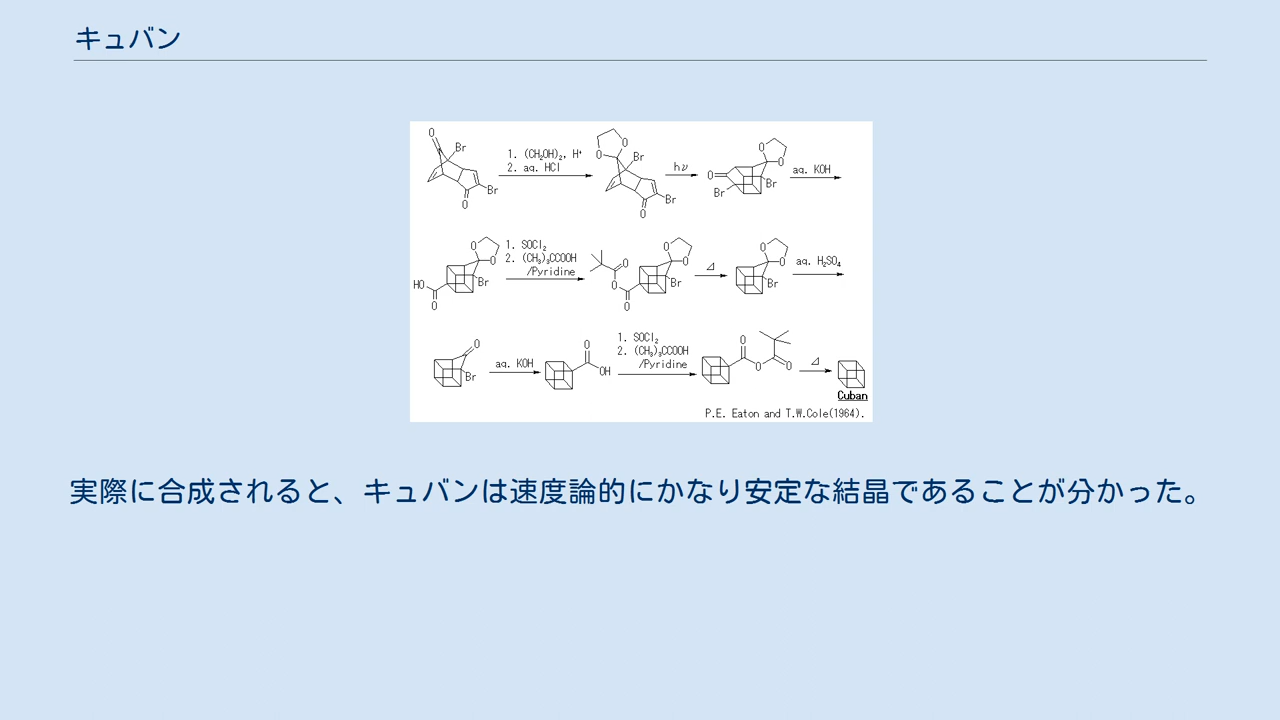 キュバン
O
Br
Br
O
1. (CH₂OH)₂, H⁺
2. aq. HCl
O
O
Br
Br
O
hν
O
O
O
Br
Br
aq. KOH
HO
O
O
O
Br
1. SOCl₂
2. (CH₃)₃CCOOH
/Pyridine
O
O
O
O
O
Br
Δ
O
O
Br
aq. H₂SO₄
O
Br
aq. KOH
O
OH
1. SOCl₂
2. (CH₃)₃CCOOH
/Pyridine
O
O
O
Δ
Cuban
P.E. Eaton and T.W.Cole(1964).
実際に合成されると、キュバンは速度論的にかなり安定な結晶であることが分かった。